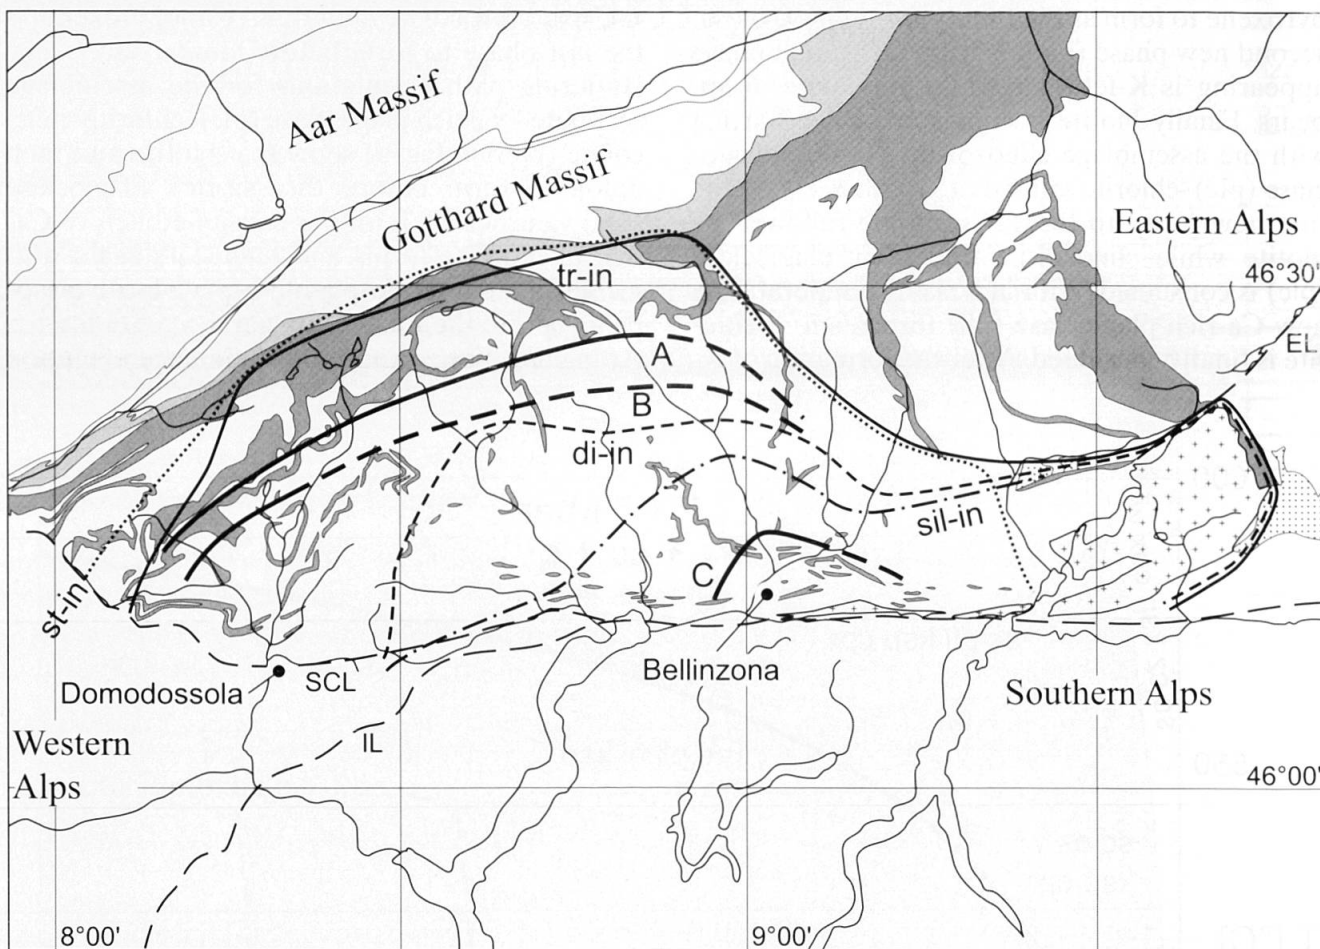 Aar Massif
Gotthard Massif
Eastern Alps
tr-in
46°30'
EL
A
B
di-in
sil-in
C
st-in
Bellinzona
Domodossola
SCL
Southern Alps
Western
Alps
IL
46°00'
8°00'
9°00'